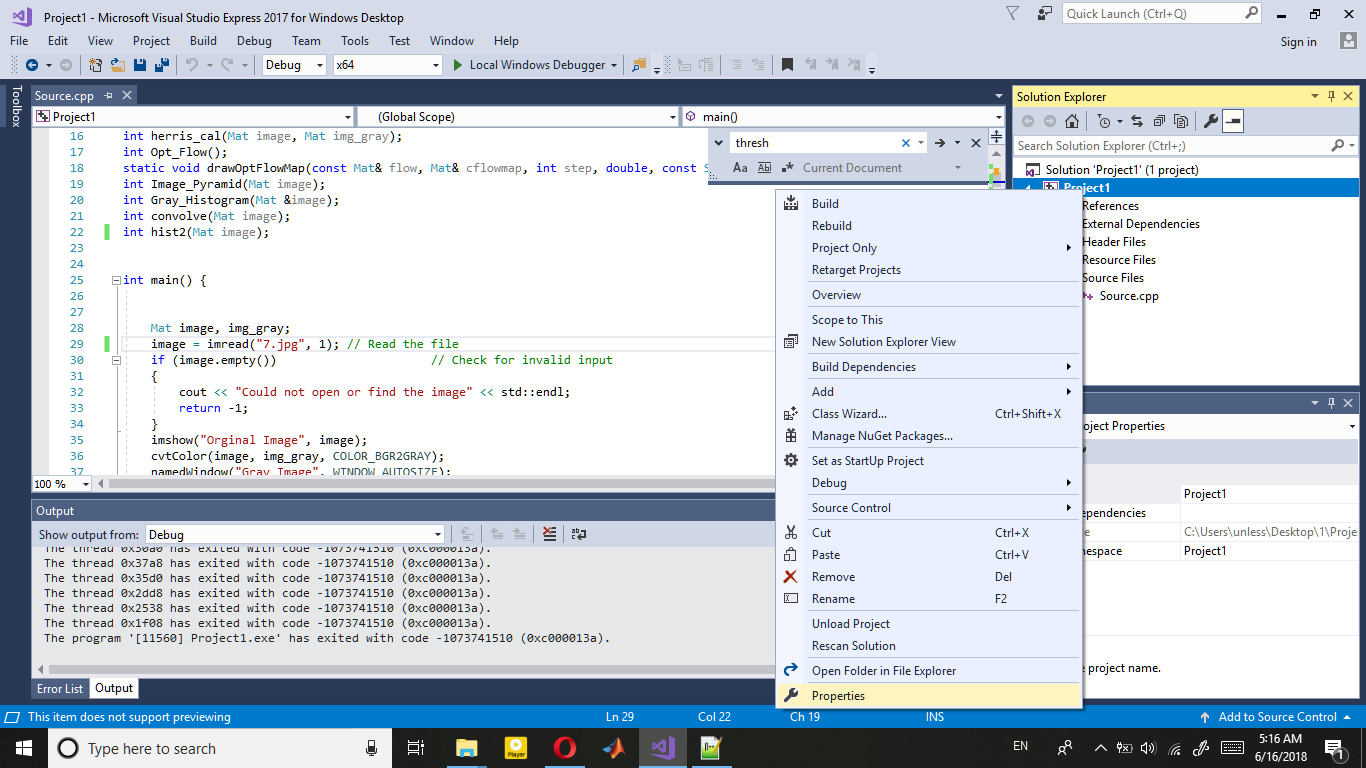 Project1 - Microsoft Visual Studio Express 2017 for Windows Desktop
Quick Launch (Ctrl+Q)
File Edit View Project Build Debug Team Tools Test Window Help
Sign in
Debug x64 Local Windows Debugger
Toolbox
Source.cpp
Project1 (Global Scope) main()
thresh
Aa Ab Current Document
16 int herris_cal(Mat image, Mat img_gray);
17 int Opt_Flow();
18 static void drawOptFlowMap(const Mat& flow, Mat& cflowmap, int step, double, const S
19 int Image_Pyramid(Mat image);
20 int Gray_Histogram(Mat &image);
21 int convolve(Mat image);
22 int hist2(Mat image);
23
24
25 int main() {
26
27
28 Mat image, img_gray;
29 image = imread("7.jpg", 1); // Read the file
30 if (image.empty()) // Check for invalid input
31 {
32 cout << "Could not open or find the image" << std::endl;
33 return -1;
34 }
35 imshow("Orginal Image", image);
36 cvtColor(image, img_gray, COLOR_BGR2GRAY);
37 namedWindow("Gray Image", WINDOW_AUTOSIZE);
100 %
Output
Show output from: Debug
The thread 0x30a0 has exited with code -1073741510 (0xc000013a).
The thread 0x37a8 has exited with code -1073741510 (0xc000013a).
The thread 0x35d0 has exited with code -1073741510 (0xc000013a).
The thread 0x2dd8 has exited with code -1073741510 (0xc000013a).
The thread 0x2538 has exited with code -1073741510 (0xc000013a).
The thread 0x1f08 has exited with code -1073741510 (0xc000013a).
The program '[11560] Project1.exe' has exited with code -1073741510 (0xc000013a).
Error List Output
Build
Rebuild
Project Only
Retarget Projects
Overview
Scope to This
New Solution Explorer View
Build Dependencies
Add
Class Wizard... Ctrl+Shift+X
Manage NuGet Packages...
Set as StartUp Project
Debug
Source Control
Cut Ctrl+X
Paste Ctrl+V
Remove Del
Rename F2
Unload Project
Rescan Solution
Open Folder in File Explorer
Properties
Solution Explorer
Search Solution Explorer (Ctrl+;)
Solution 'Project1' (1 project)
Project1
References
External Dependencies
Header Files
Resource Files
Source Files
Source.cpp
oject Properties
Project1
ependencies
e C:\Users\unless\Desktop\1\Proje
nespace Project1
e project name.
This item does not support previewing Ln 29 Col 22 Ch 19 INS Add to Source Control
Type here to search
Player
EN
5:16 AM
6/16/2018
1